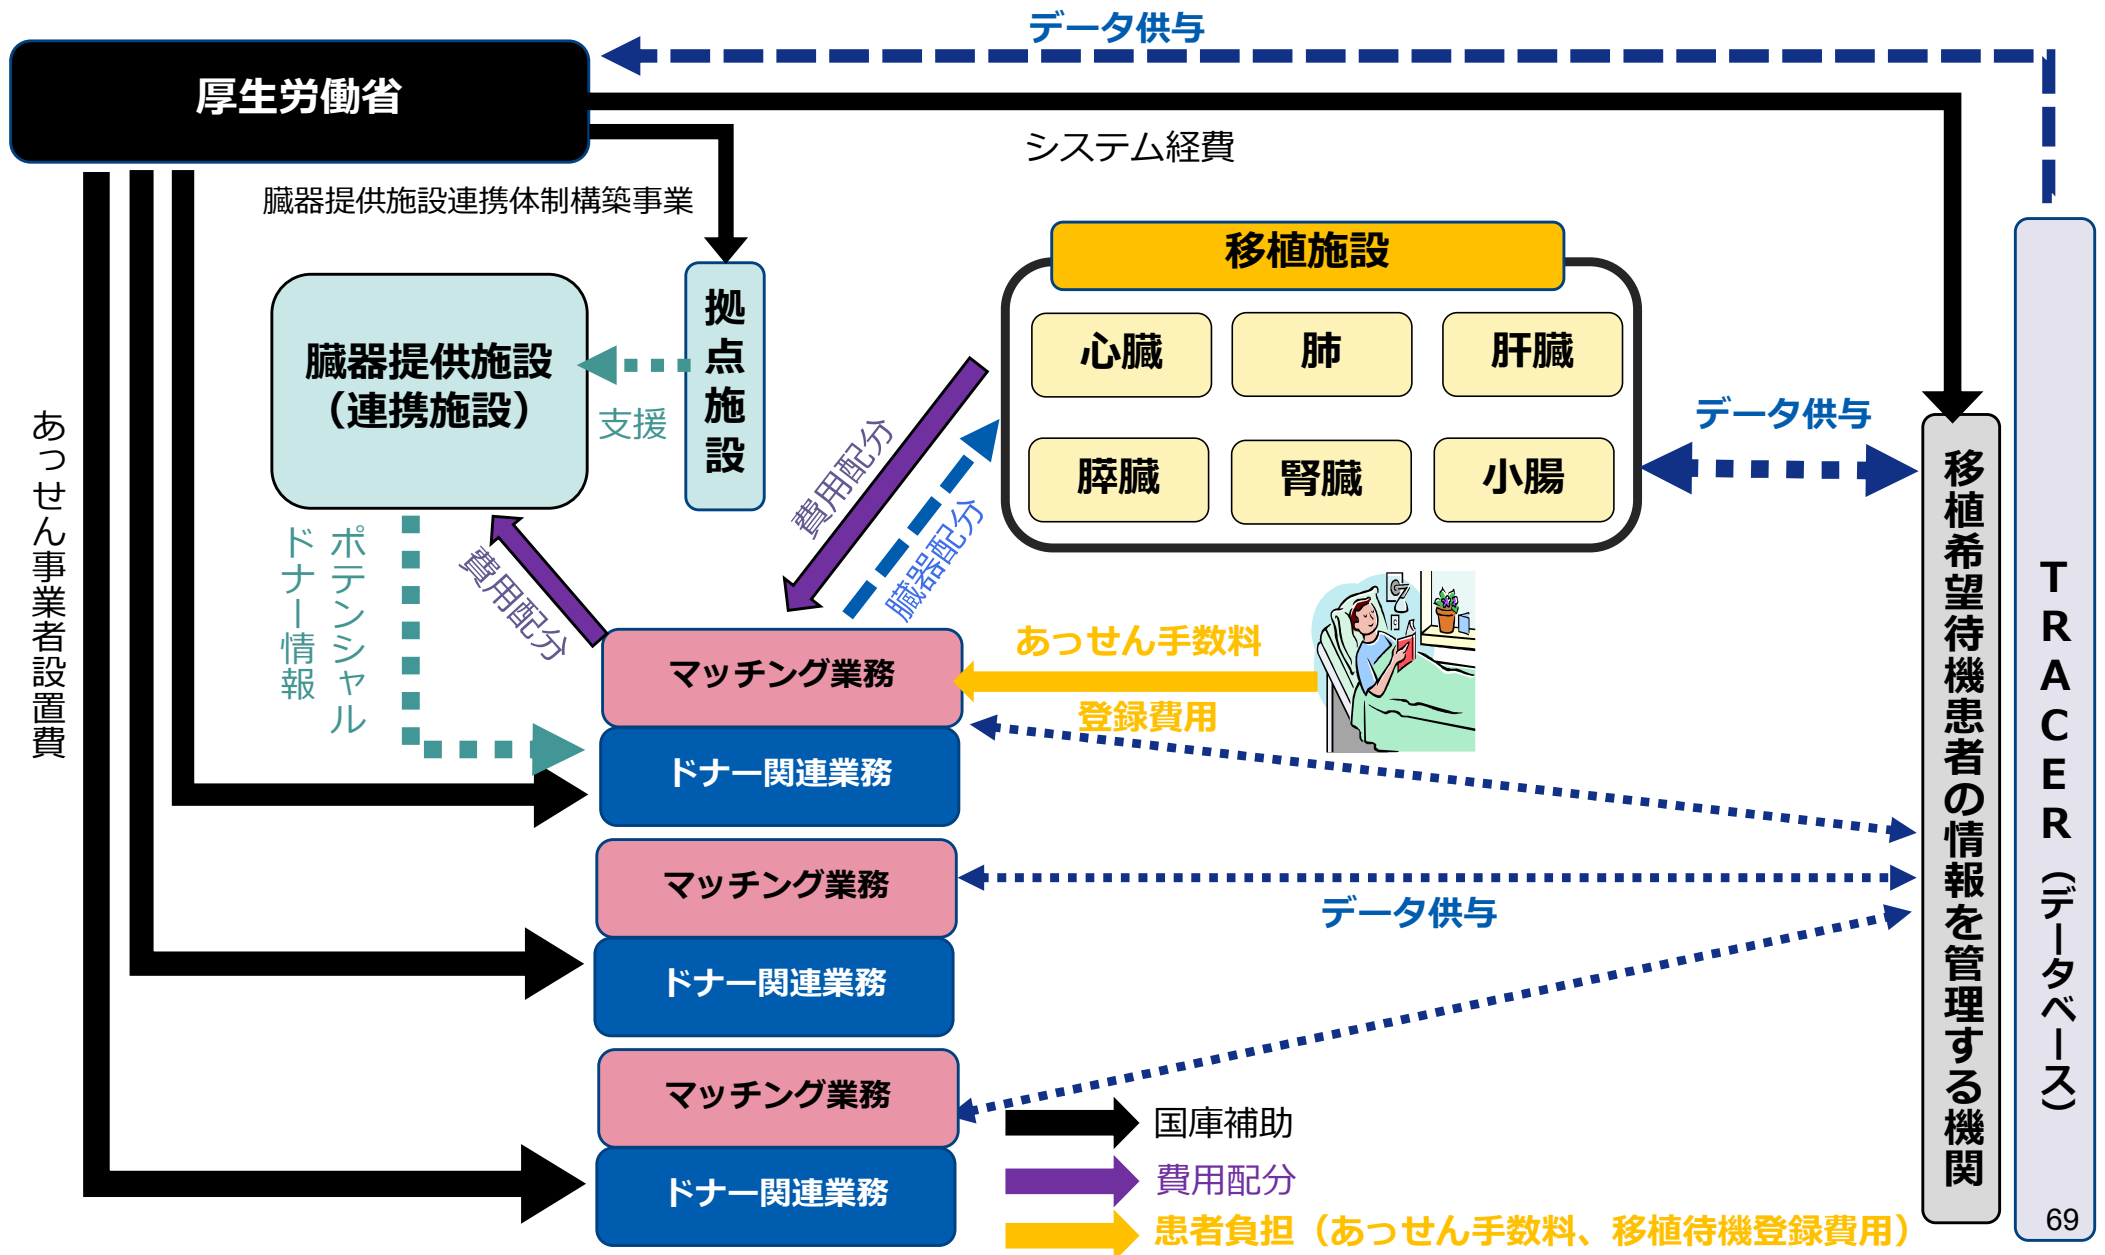 データ供与
厚生労働省
システム経費
臓器提供施設連携体制構築事業
移植施設
拠点施設
心臓
肺
肝臓
膵臓
腎臓
小腸
臓器提供施設
（連携施設）
支援
費用配分
臓器配分
データ供与
あっせん事業者設置費
ポテンシャル
ドナー情報
費用配分
マッチング業務
ドナー関連業務
あっせん手数料
登録費用
マッチング業務
ドナー関連業務
データ供与
マッチング業務
ドナー関連業務
移植希望待機患者の情報を管理する機関
TRACER（データベース）
国庫補助
費用配分
患者負担（あっせん手数料、移植待機登録費用）
69